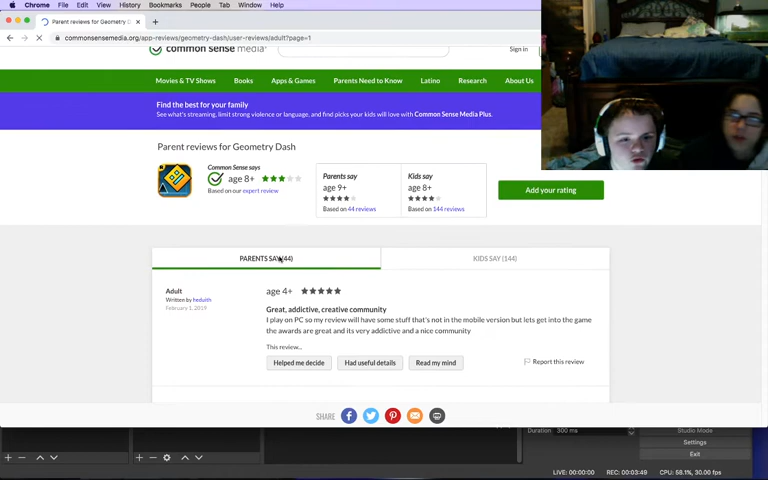 Chrome File Edit View History Bookmarks People Tab Window Help
Parent reviews for Geometry D
commonsensemedia.org/app-reviews/geometry-dash/user-reviews/adult?page=1
common sense media
Sign in
Movies & TV Shows Books Apps & Games Parents Need to Know Latino Research About Us
Find the best for your family
See what's streaming, limit strong violence or language, and find picks your kids will love with Common Sense Media Plus.
Parent reviews for Geometry Dash
Common Sense says
age 8+
Based on our expert review
Parents say
age 9+
Based on 44 reviews
Kids say
age 8+
Based on 144 reviews
Add your rating
PARENTS SAY (44)
KIDS SAY (144)
Adult
Written by heduith
February 1, 2019
age 4+
Great, addictive, creative community
I play on PC so my review will have some stuff that's not in the mobile version but lets get into the game
the awards are great and its very addictive and a nice community
This review...
Helped me decide Had useful details Read my mind
Report this review
SHARE
Duration 300 ms
Studio Mode
Settings
Exit
LIVE: 00:00:00 REC: 00:03:49 CPU: 58.1%, 30.00 fps